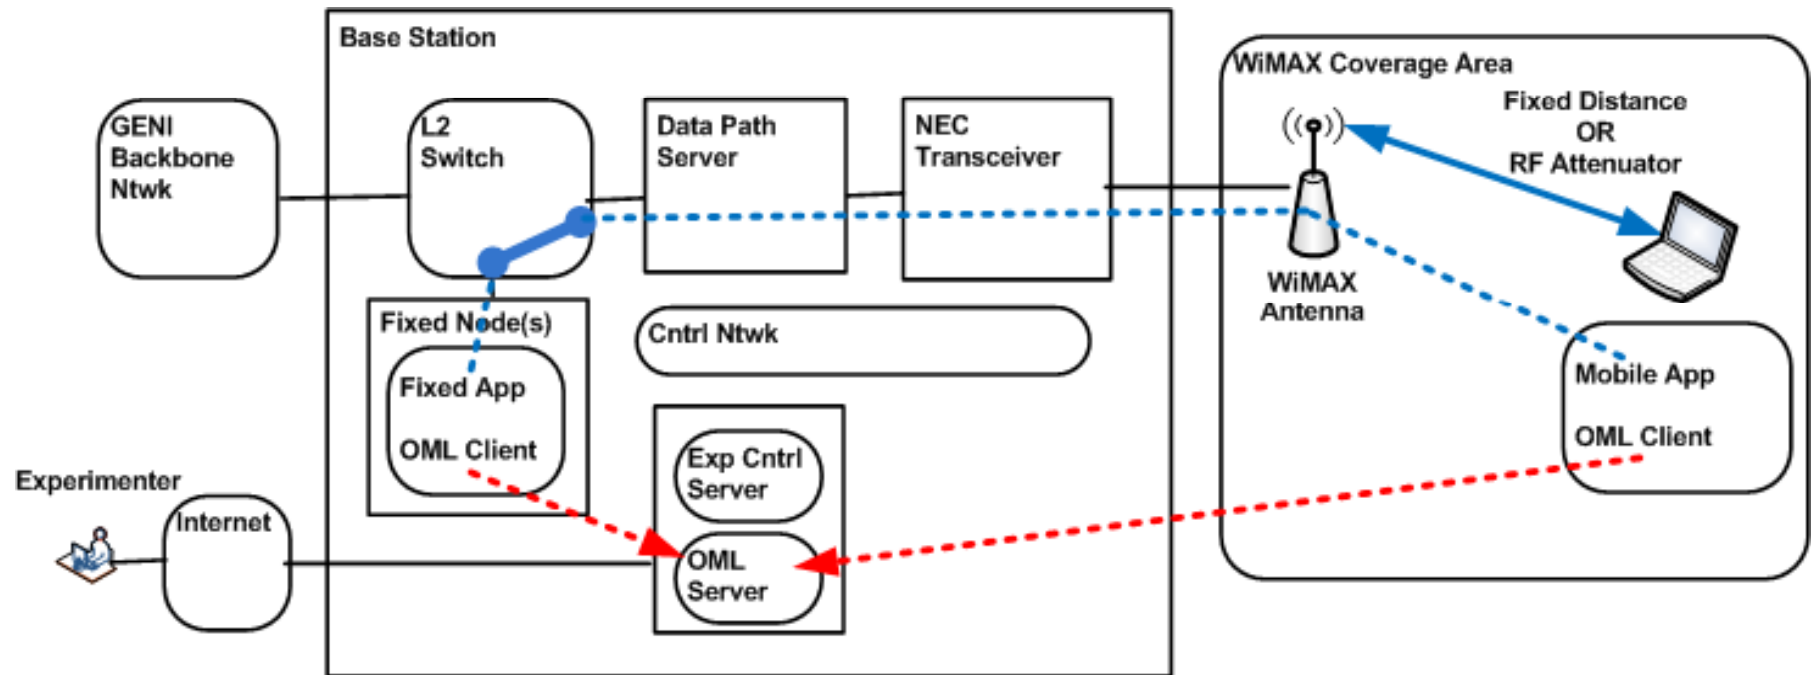 Base Station
WiMAX Coverage Area
GENI
Backbone
Ntwk
L2
Switch
Data Path
Server
NEC
Transceiver
Fixed Distance
OR
RF Attenuator
WiMAX
Antenna
Fixed Node(s)
Fixed App
OML Client
Cntrl Ntwk
Mobile App
OML Client
Exp Cntrl
Server
OML
Server
Experimenter
Internet